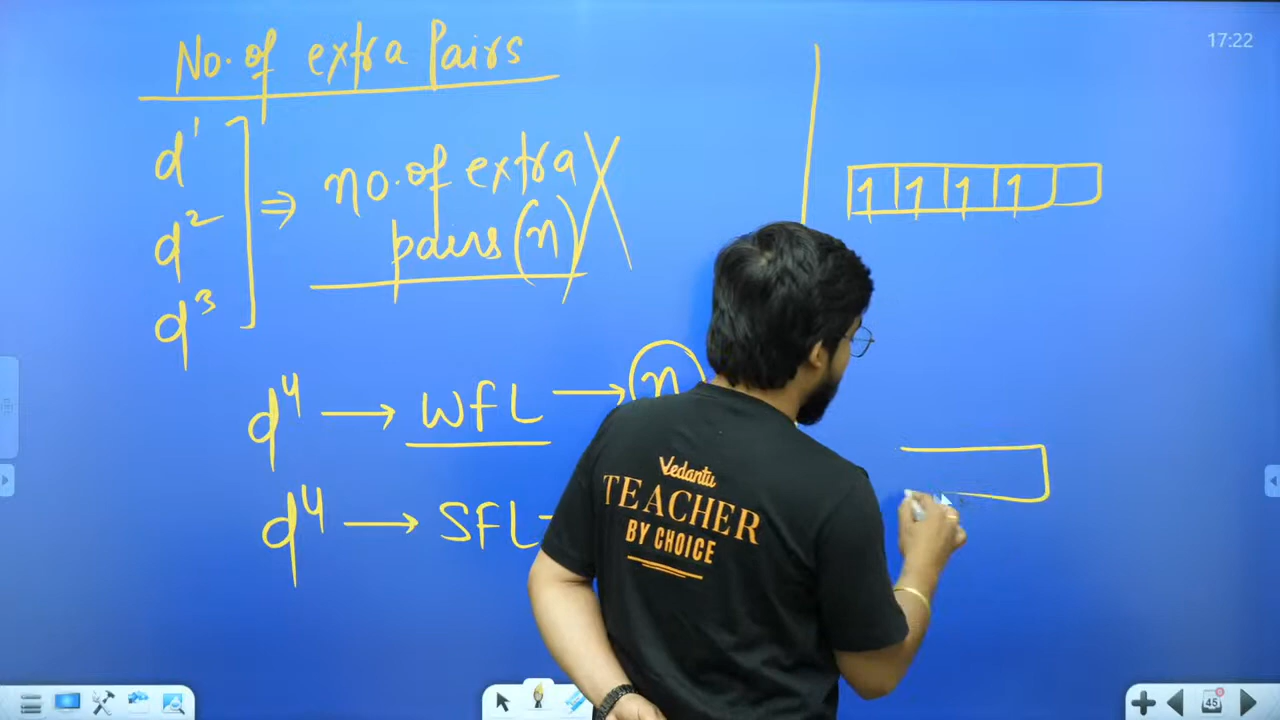 No. of extra Pairs
d¹
d²
d³
⇒ no. of extra
pairs (n)
d⁴ → WFL → n
d⁴ → SFL
1 1 1 1
17:22
Vedantu
TEACHER
BY CHOICE
45